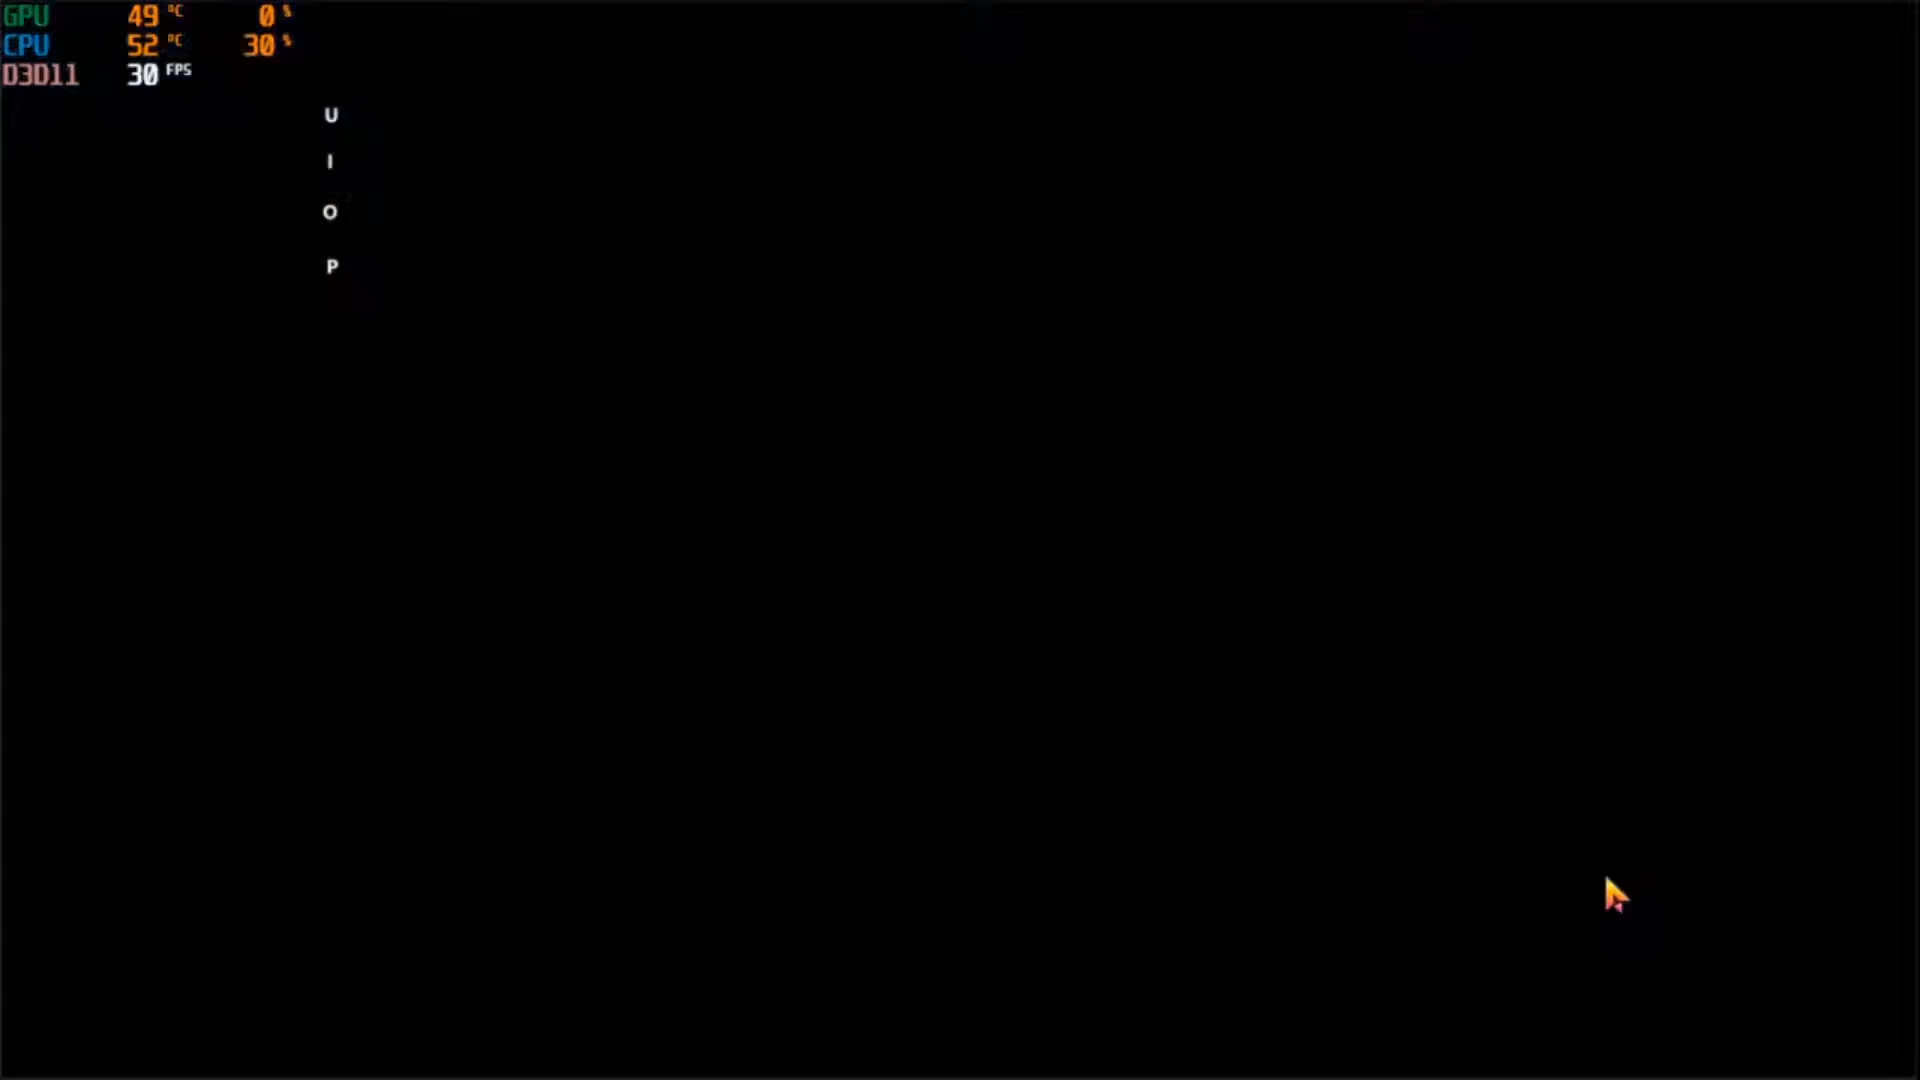 GPU 49 °C 0 %
CPU 52 °C 30 %
D3D11 30 FPS
U
I
O
P